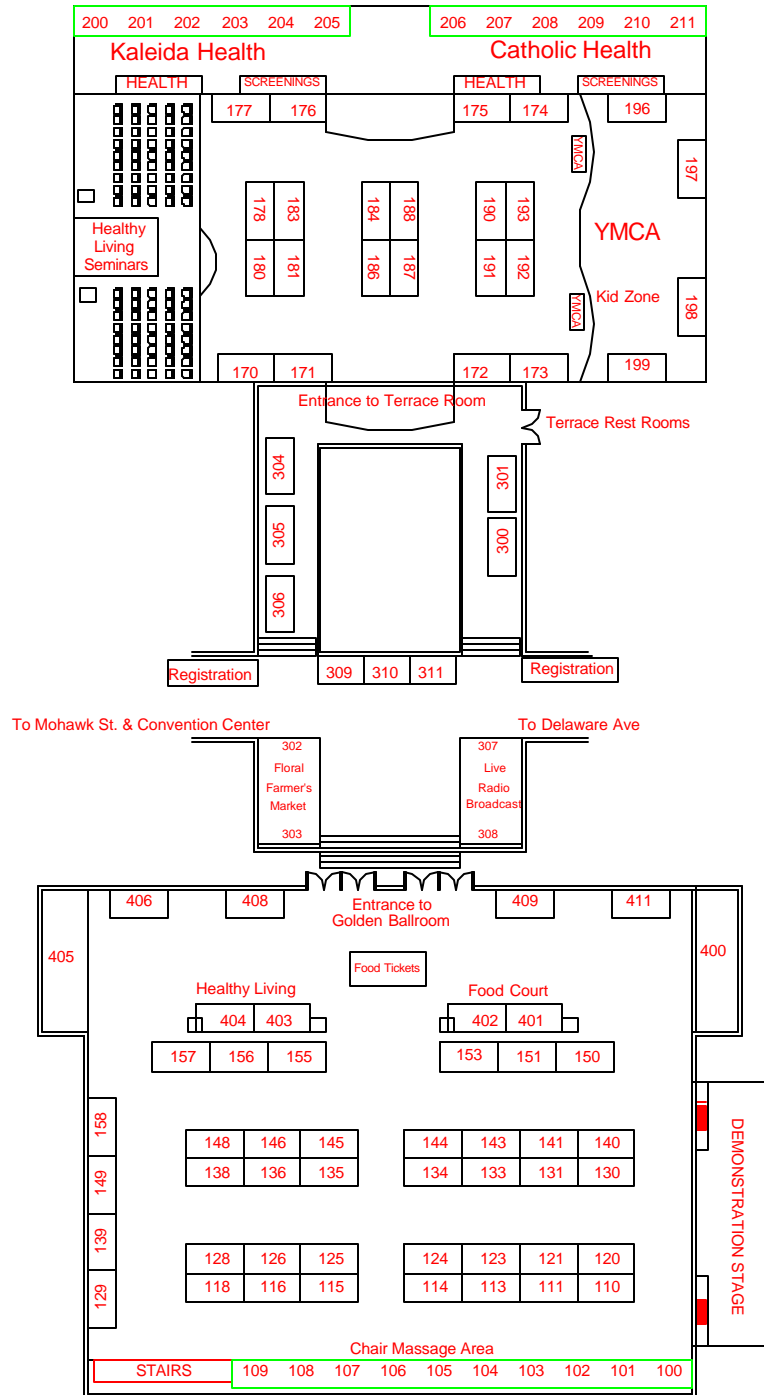 200 201 202 203 204 205 206 207 208 209 210 211
Kaleida Health Catholic Health
HEALTH SCREENINGS HEALTH SCREENINGS
177 176 175 174 196
YMCA
197
178 183 184 188 190 193
YMCA
Healthy
Living
Seminars
180 181 186 187 191 192
Kid Zone
198
YMCA
170 171 172 173 199
Entrance to Terrace Room
Terrace Rest Rooms
304
301
305
300
306
Registration
309 310 311
Registration
To Mohawk St. & Convention Center
To Delaware Ave
302
Floral
Farmer's
Market
303
307
Live
Radio
Broadcast
308
406 408
Entrance to
Golden Ballroom
409 411
405
400
Food Tickets
Healthy Living
Food Court
404 403 402 401
157 156 155 153 151 150
158
148 146 145 144 143 141 140
138 136 135 134 133 131 130
149
139
128 126 125 124 123 121 120
118 116 115 114 113 111 110
129
DEMONSTRATION STAGE
Chair Massage Area
STAIRS
109 108 107 106 105 104 103 102 101 100